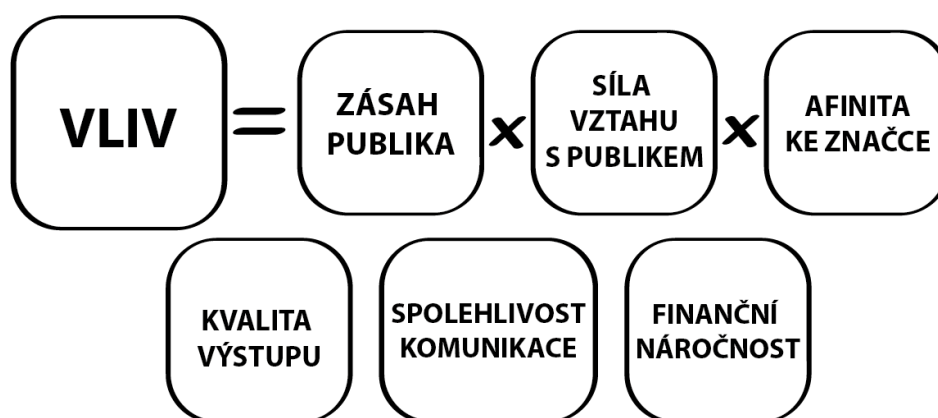 VLIV = ZÁSAH PUBLIKA x SÍLA VZTAHU S PUBLIKEM x AFINITA KE ZNAČCE
KVALITA VÝSTUPU
SPOLEHLIVOST KOMUNIKACE
FINANČNÍ NÁROČNOST